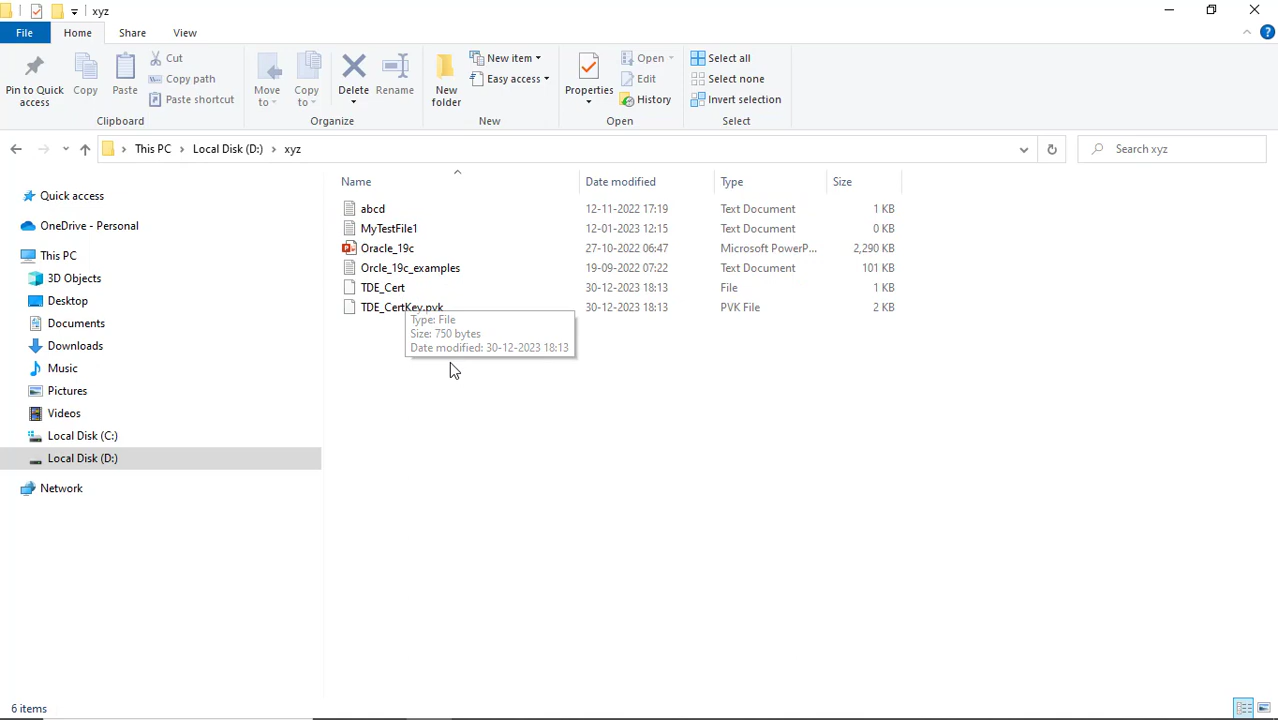 xyz
File Home Share View
Pin to Quick access
Copy
Paste
Cut
Copy path
Paste shortcut
Clipboard
Move to
Copy to
Delete
Rename
Organize
New folder
New item
Easy access
New
Properties
Open
Edit
History
Open
Select all
Select none
Invert selection
Select
This PC Local Disk (D:) xyz
Search xyz
Quick access
OneDrive - Personal
This PC
3D Objects
Desktop
Documents
Downloads
Music
Pictures
Videos
Local Disk (C:)
Local Disk (D:)
Network
Name Date modified Type Size
abcd 12-11-2022 17:19 Text Document 1 KB
MyTestFile1 12-01-2023 12:15 Text Document 0 KB
Oracle_19c 27-10-2022 06:47 Microsoft PowerP... 2,290 KB
Orcle_19c_examples 19-09-2022 07:22 Text Document 101 KB
TDE_Cert 30-12-2023 18:13 File 1 KB
TDE_CertKey.pvk 30-12-2023 18:13 PVK File 2 KB
Type: File
Size: 750 bytes
Date modified: 30-12-2023 18:13
6 items